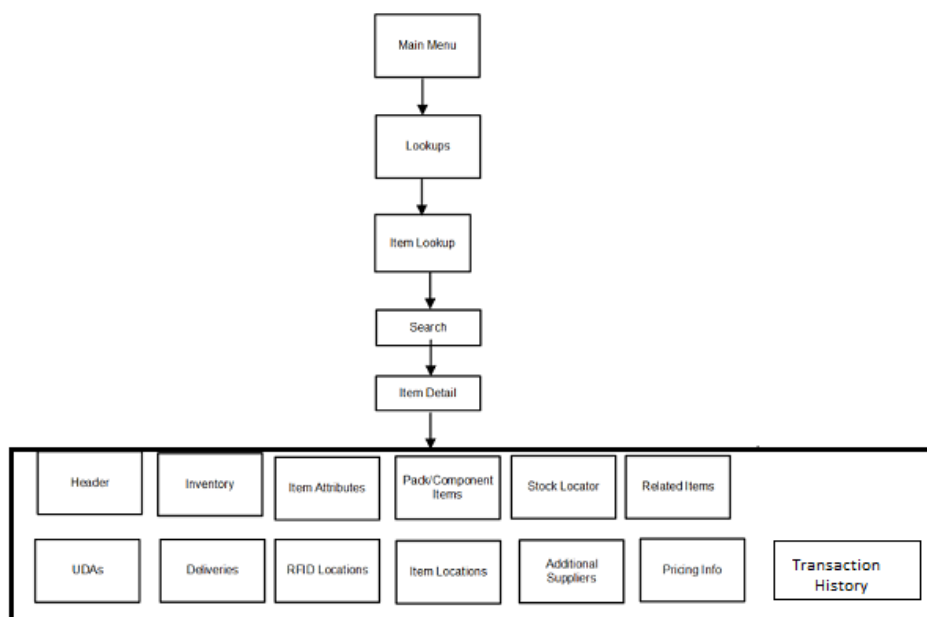 Main Menu
Lookups
Item Lookup
Search
Item Detail
Header
Inventory
Item Attributes
Pack/Component
Items
Stock Locator
Related Items
UDAs
Deliveries
RFID Locations
Item Locations
Additional
Suppliers
Pricing Info
Transaction
History